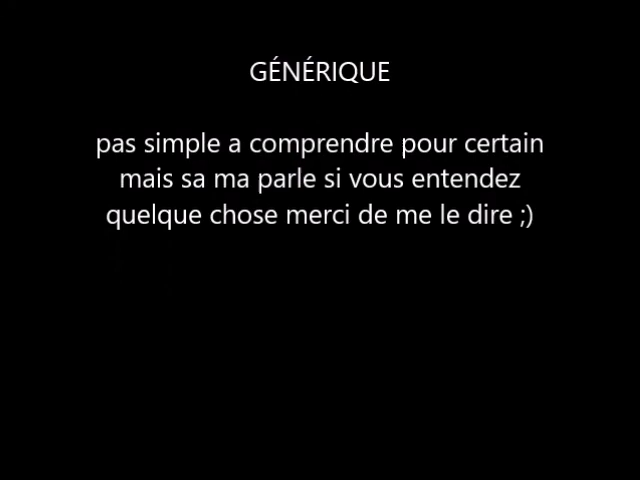 GÉNÉRIQUE
pas simple a comprendre pour certain
mais sa ma parle si vous entendez
quelque chose merci de me le dire ;)